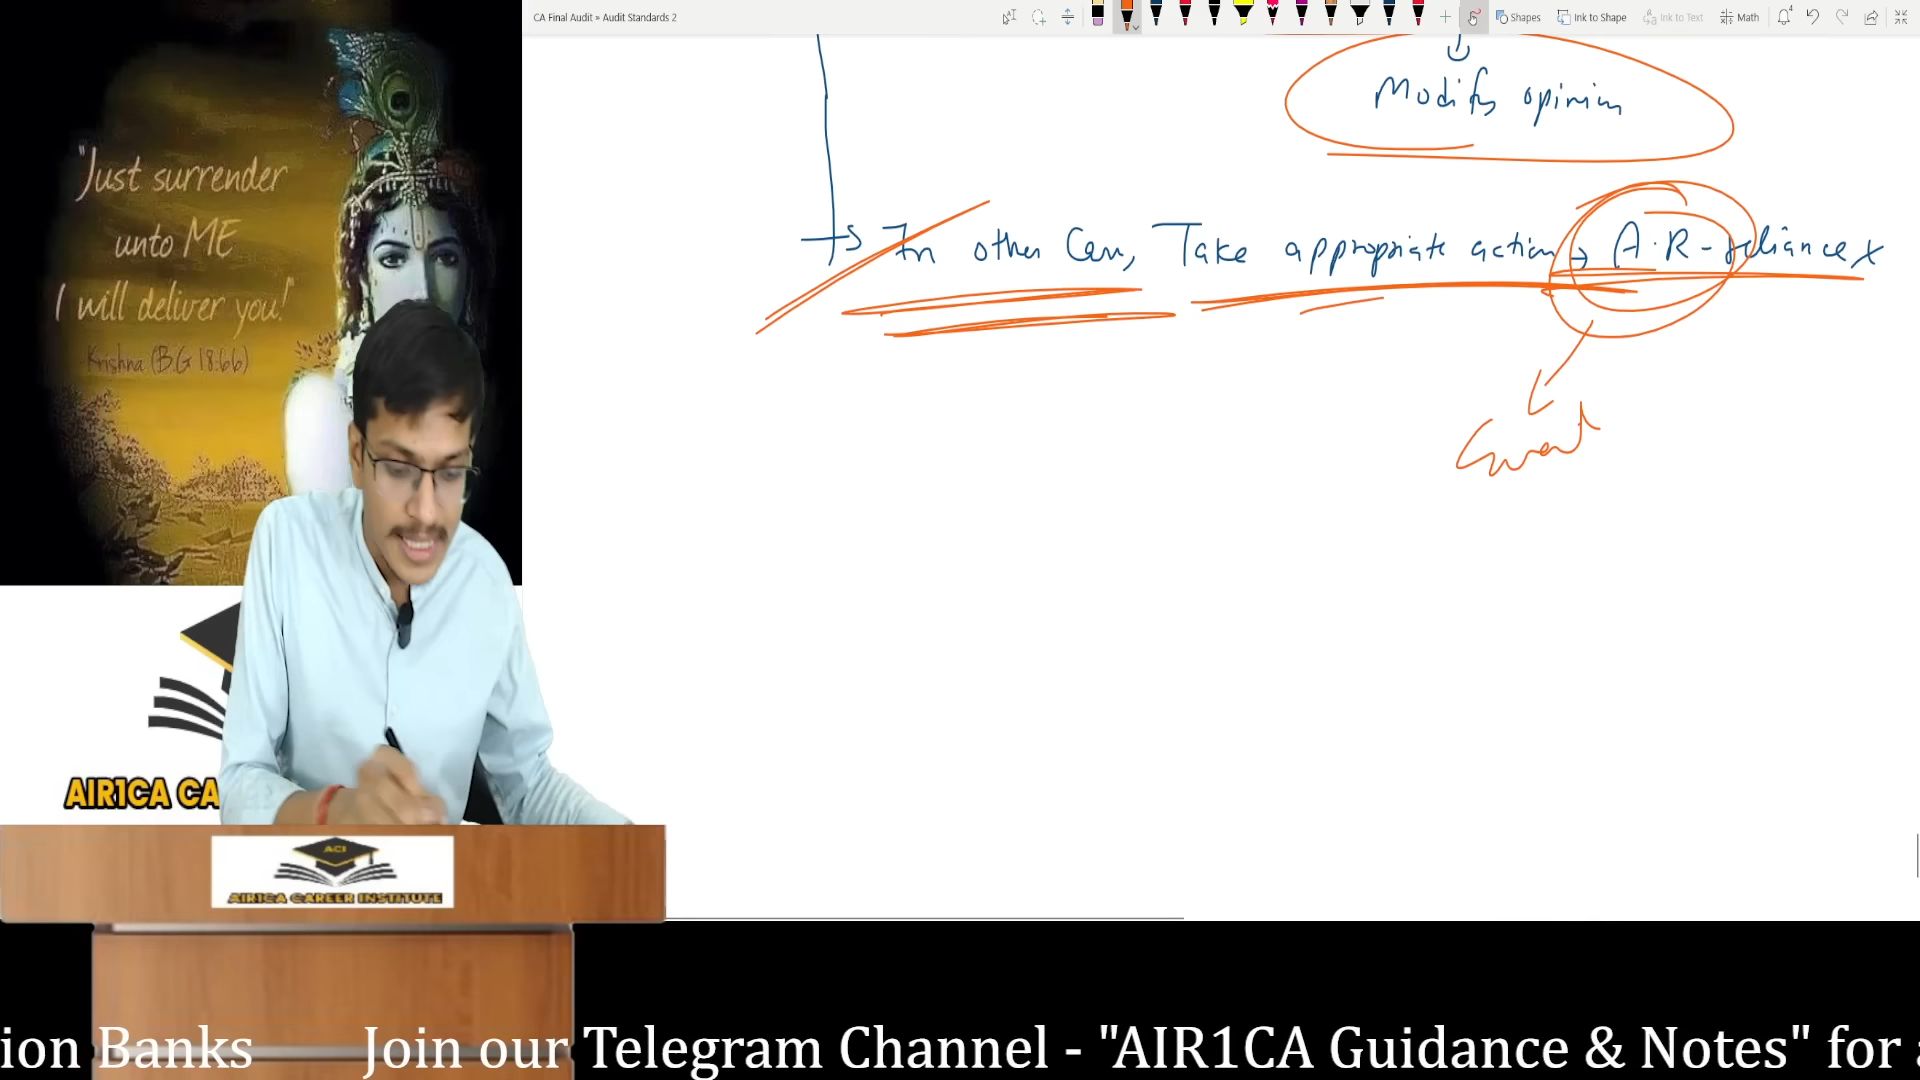 CA Final Audit » Audit Standards 2
Shapes
Ink to Shape
Ink to Text
Math
Modify opinion
"Just surrender
unto ME
I will deliver you!"
- Krishna (B.G 18:66)
In other Case, Take appropriate action → A.R - reliance x
AIR1CA CA
ACI
AIR1CA CAREER INSTITUTE
ion Banks Join our Telegram Channel - "AIR1CA Guidance & Notes" for a